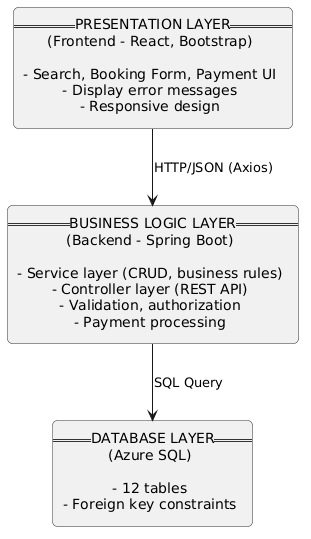 PRESENTATION LAYER
(Frontend - React, Bootstrap)
- Search, Booking Form, Payment UI
- Display error messages
- Responsive design
HTTP/JSON (Axios)
BUSINESS LOGIC LAYER
(Backend - Spring Boot)
- Service layer (CRUD, business rules)
- Controller layer (REST API)
- Validation, authorization
- Payment processing
SQL Query
DATABASE LAYER
(Azure SQL)
- 12 tables
- Foreign key constraints